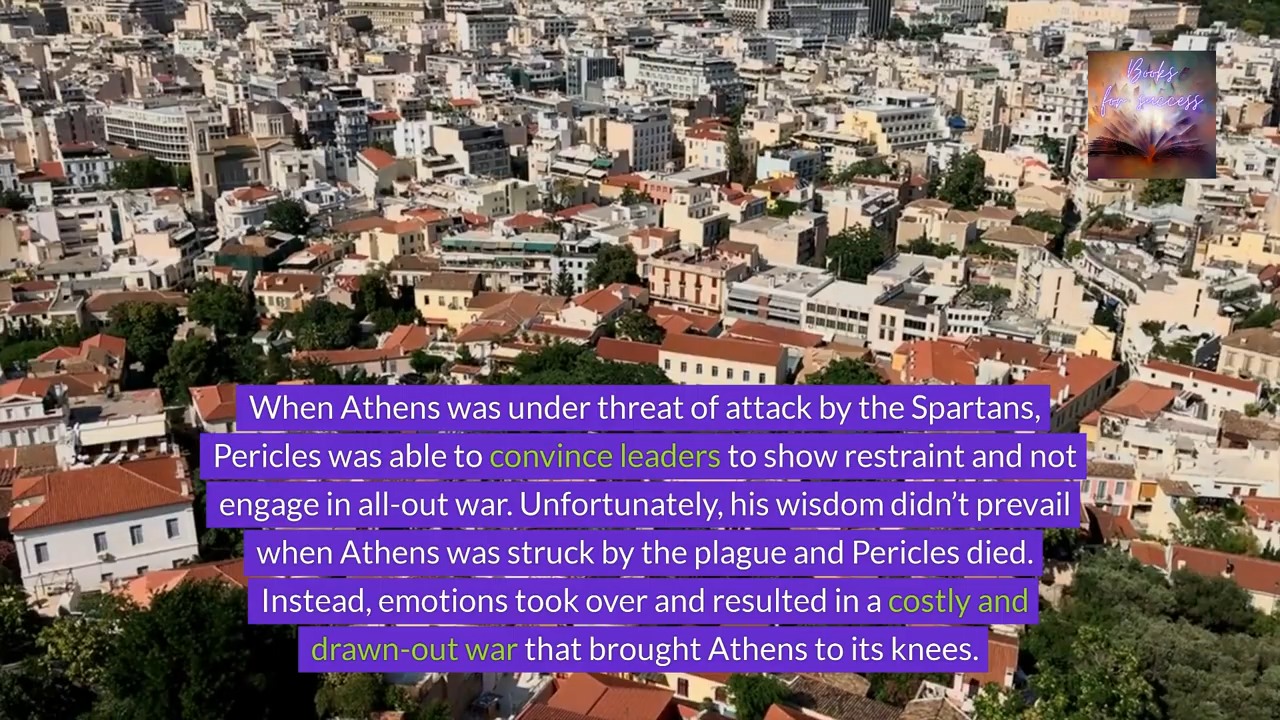 Books
for success
When Athens was under threat of attack by the Spartans,
Pericles was able to convince leaders to show restraint and not
engage in all-out war. Unfortunately, his wisdom didn’t prevail
when Athens was struck by the plague and Pericles died.
Instead, emotions took over and resulted in a costly and
drawn-out war that brought Athens to its knees.